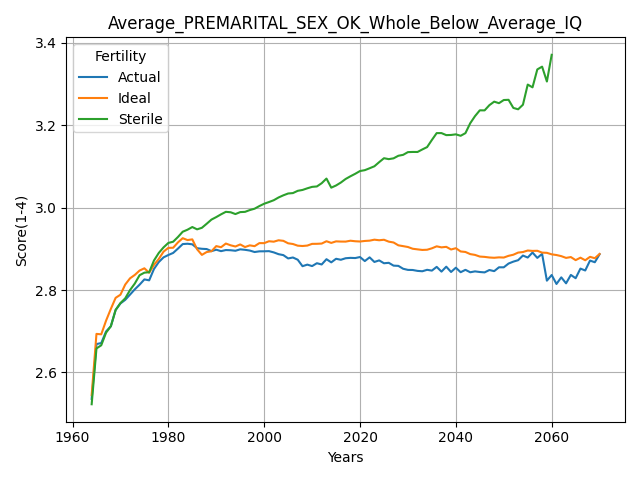 Average_PREMARITAL_SEX_OK_Whole_Below_Average_IQ
Fertility
Actual
Ideal
Sterile
3.4
3.2
3.0
2.8
2.6
Score(1-4)
1960
1980
2000
2020
2040
2060
Years